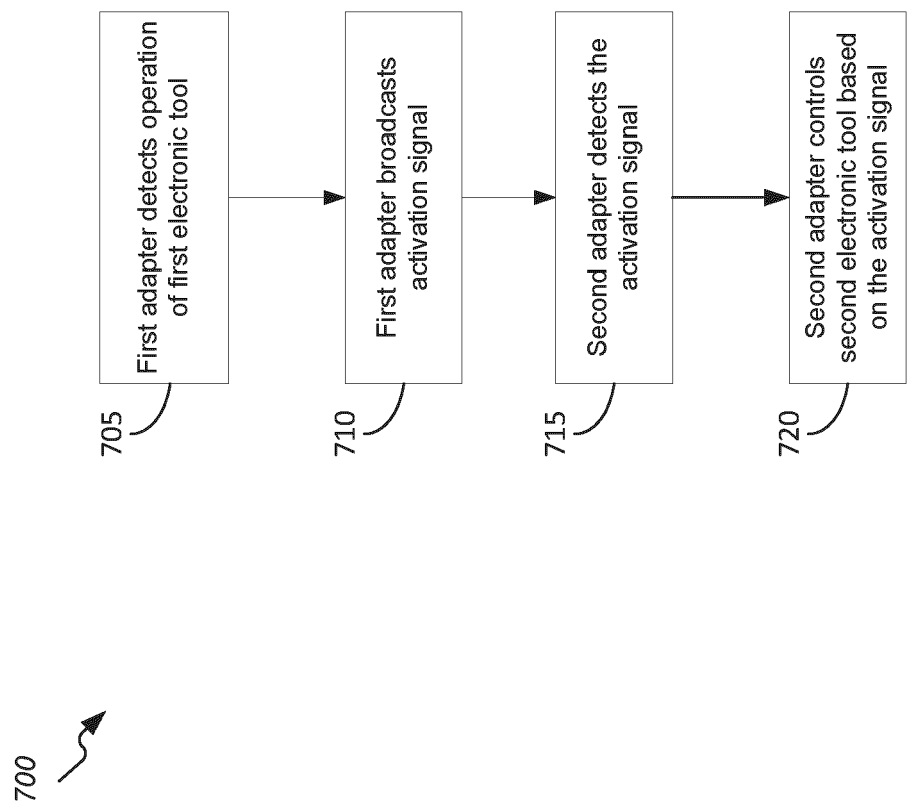 700
705
First adapter detects operation
of first electronic tool
710
First adapter broadcasts
activation signal
715
Second adapter detects the
activation signal
720
Second adapter controls
second electronic tool based
on the activation signal